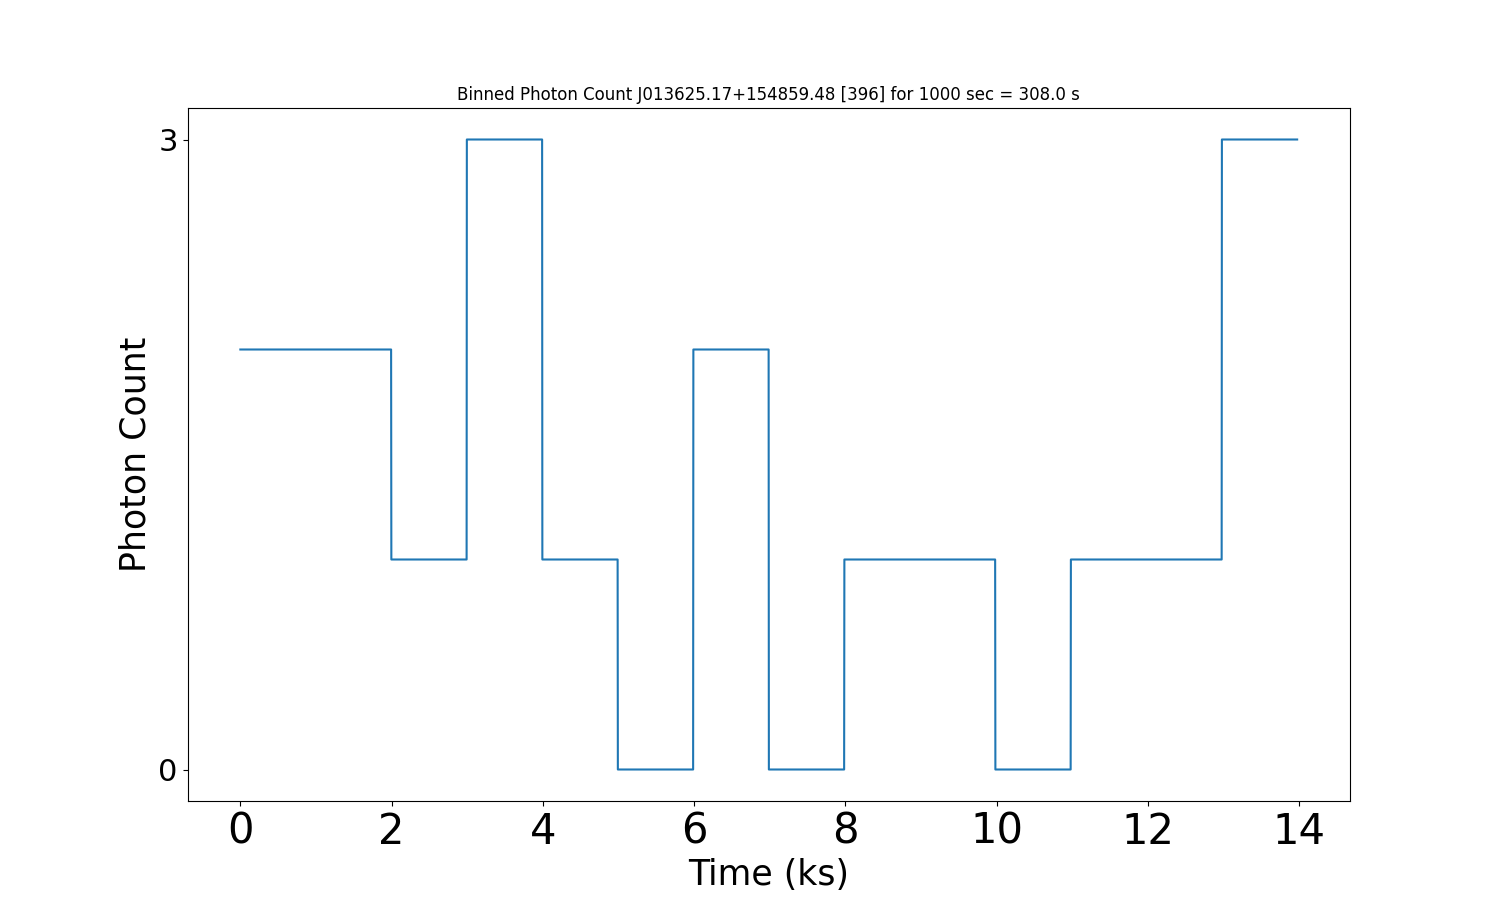 Binned Photon Count J013625.17+154859.48 [396] for 1000 sec = 308.0 s
3
Photon Count
0
0 2 4 6 8 10 12 14
Time (ks)